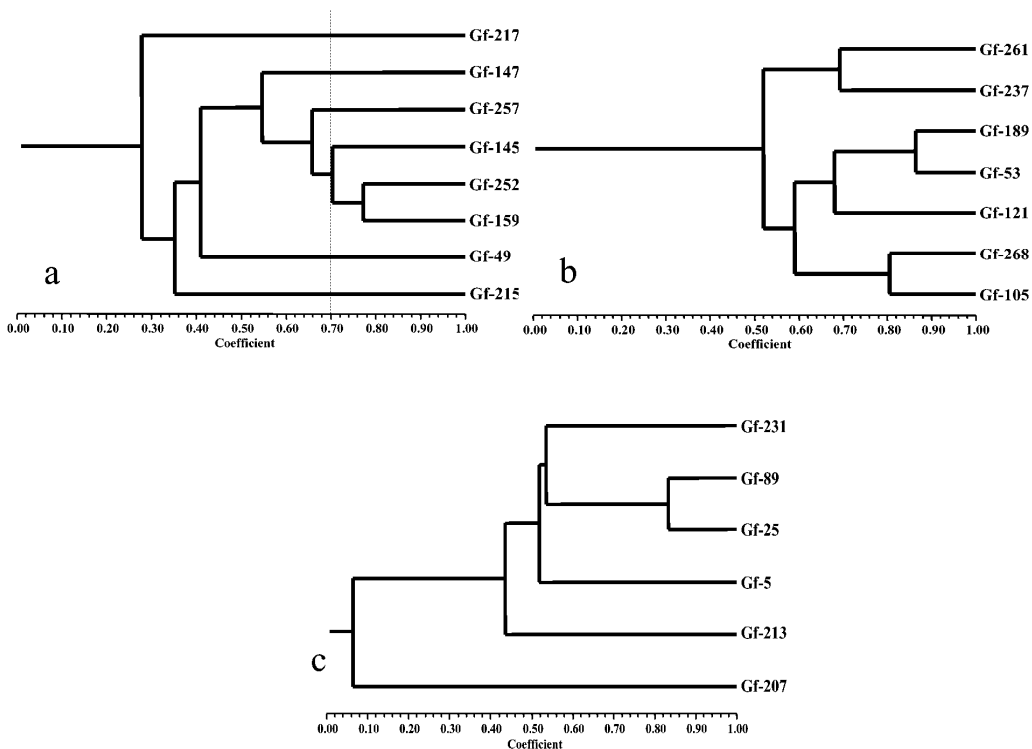 Gf-217
Gf-147
Gf-257
Gf-145
Gf-252
Gf-159
Gf-49
Gf-215
a
0.00 0.10 0.20 0.30 0.40 0.50 0.60 0.70 0.80 0.90 1.00
Coefficient
Gf-261
Gf-237
Gf-189
Gf-53
Gf-121
Gf-268
Gf-105
b
0.00 0.10 0.20 0.30 0.40 0.50 0.60 0.70 0.80 0.90 1.00
Coefficient
Gf-231
Gf-89
Gf-25
Gf-5
Gf-213
Gf-207
c
0.00 0.10 0.20 0.30 0.40 0.50 0.60 0.70 0.80 0.90 1.00
Coefficient